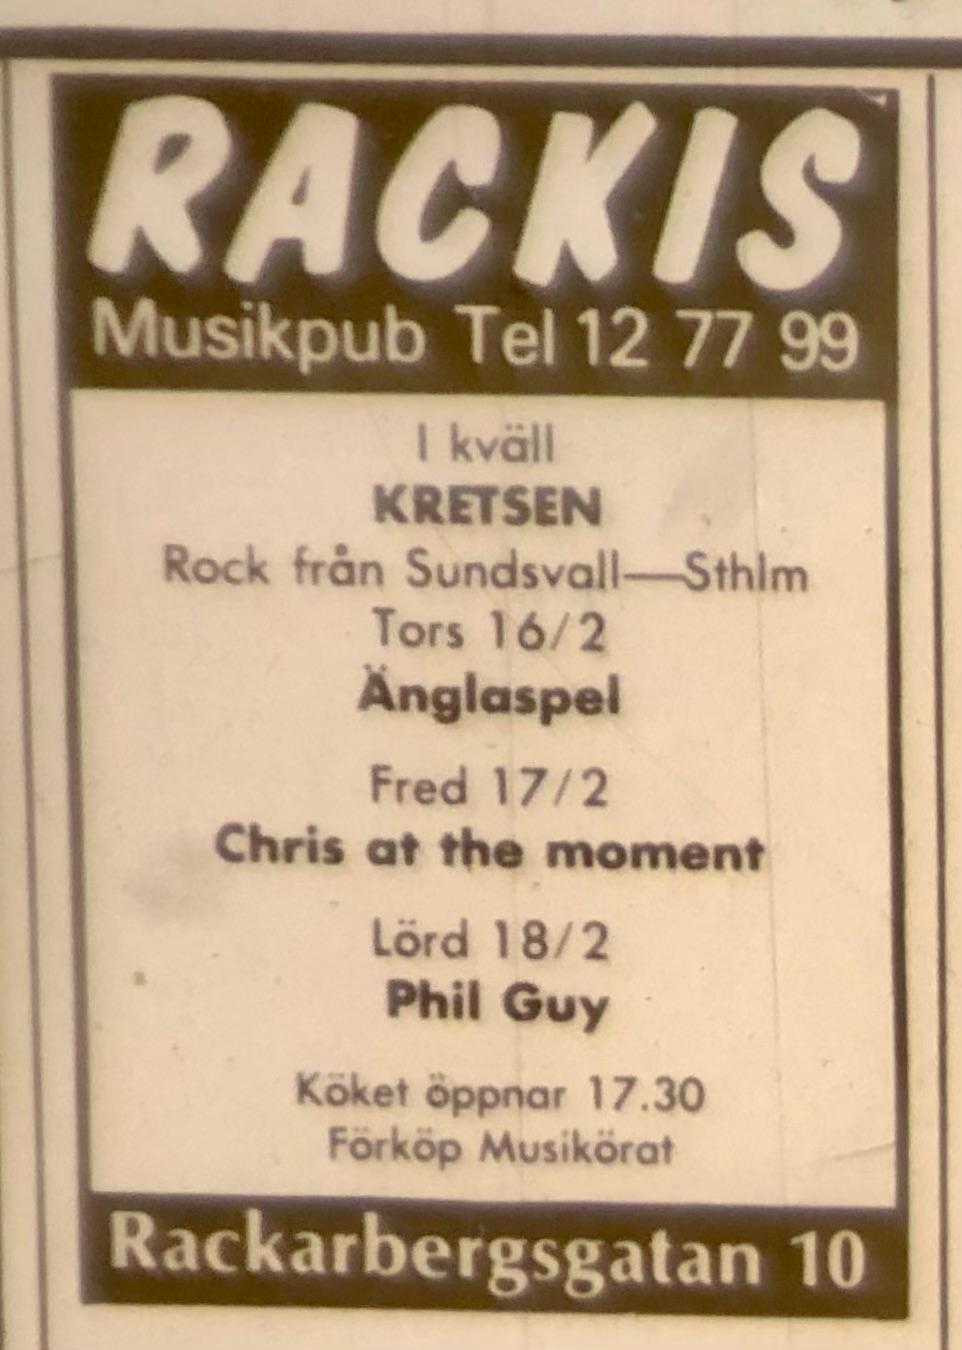 RACKIS
Musikpub Tel 12 77 99
I kväll
KRETSEN
Rock från Sundsvall—Sthlm
Tors 16/2
Änglaspel
Fred 17/2
Chris at the moment
Lörd 18/2
Phil Guy
Köket öppnar 17.30
Förköp Musikörat
Rackarbergsgatan 10